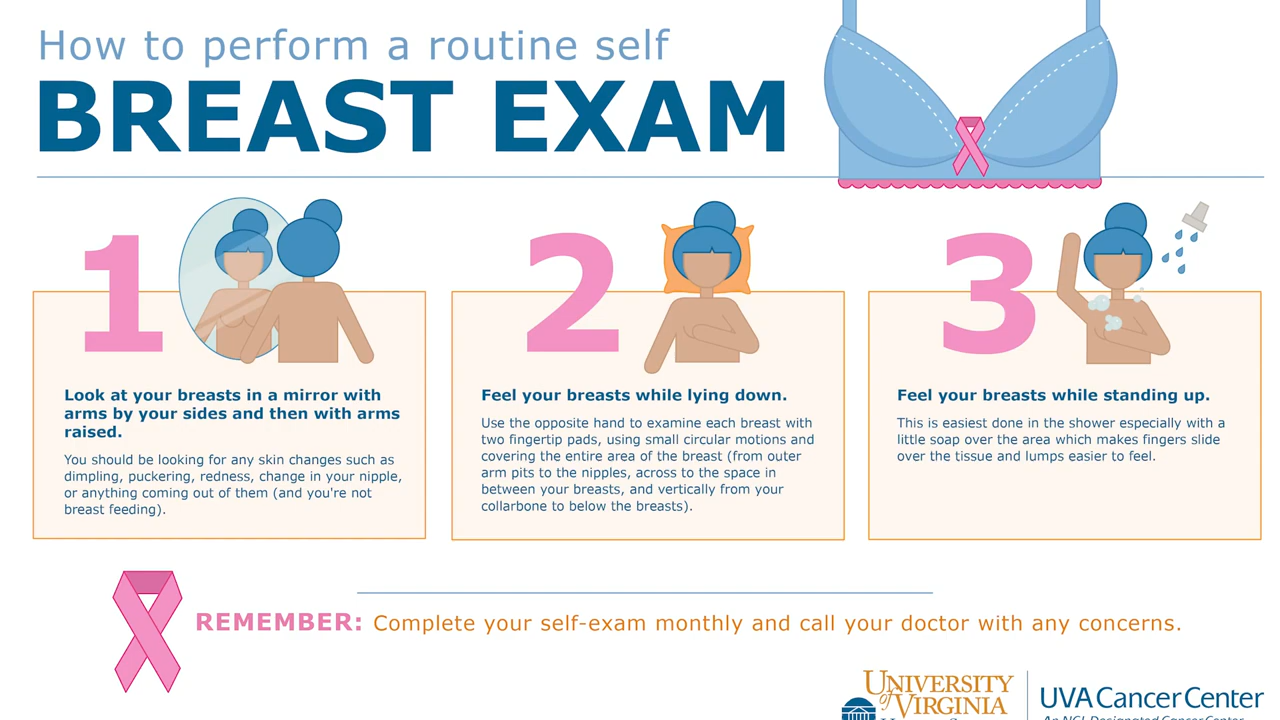 How to perform a routine self
BREAST EXAM
1
Look at your breasts in a mirror with
arms by your sides and then with arms
raised.
You should be looking for any skin changes such as
dimpling, puckering, redness, change in your nipple,
or anything coming out of them (and you're not
breast feeding).
2
Feel your breasts while lying down.
Use the opposite hand to examine each breast with
two fingertip pads, using small circular motions and
covering the entire area of the breast (from outer
arm pits to the nipples, across to the space in
between your breasts, and vertically from your
collarbone to below the breasts).
3
Feel your breasts while standing up.
This is easiest done in the shower especially with a
little soap over the area which makes fingers slide
over the tissue and lumps easier to feel.
REMEMBER: Complete your self-exam monthly and call your doctor with any concerns.
UNIVERSITY
of VIRGINIA
UVA Cancer Center
An NCI-Designated Cancer Center